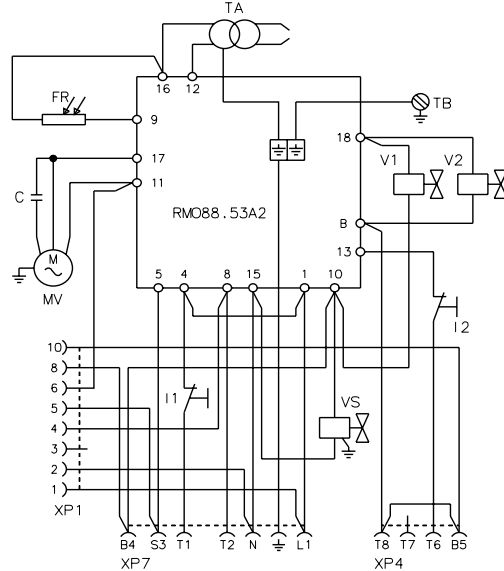 TA
16 12
FR
9
TB
18
V1 V2
17
11
C
RMO88.53A2
M
MV
B
13
5 4 8 15 1 10
I2
10
8
6
5
4
3
2
1
XP1
I1
VS
B4 S3 T1 T2 N L1
XP7
T8 T7 T6 B5
XP4